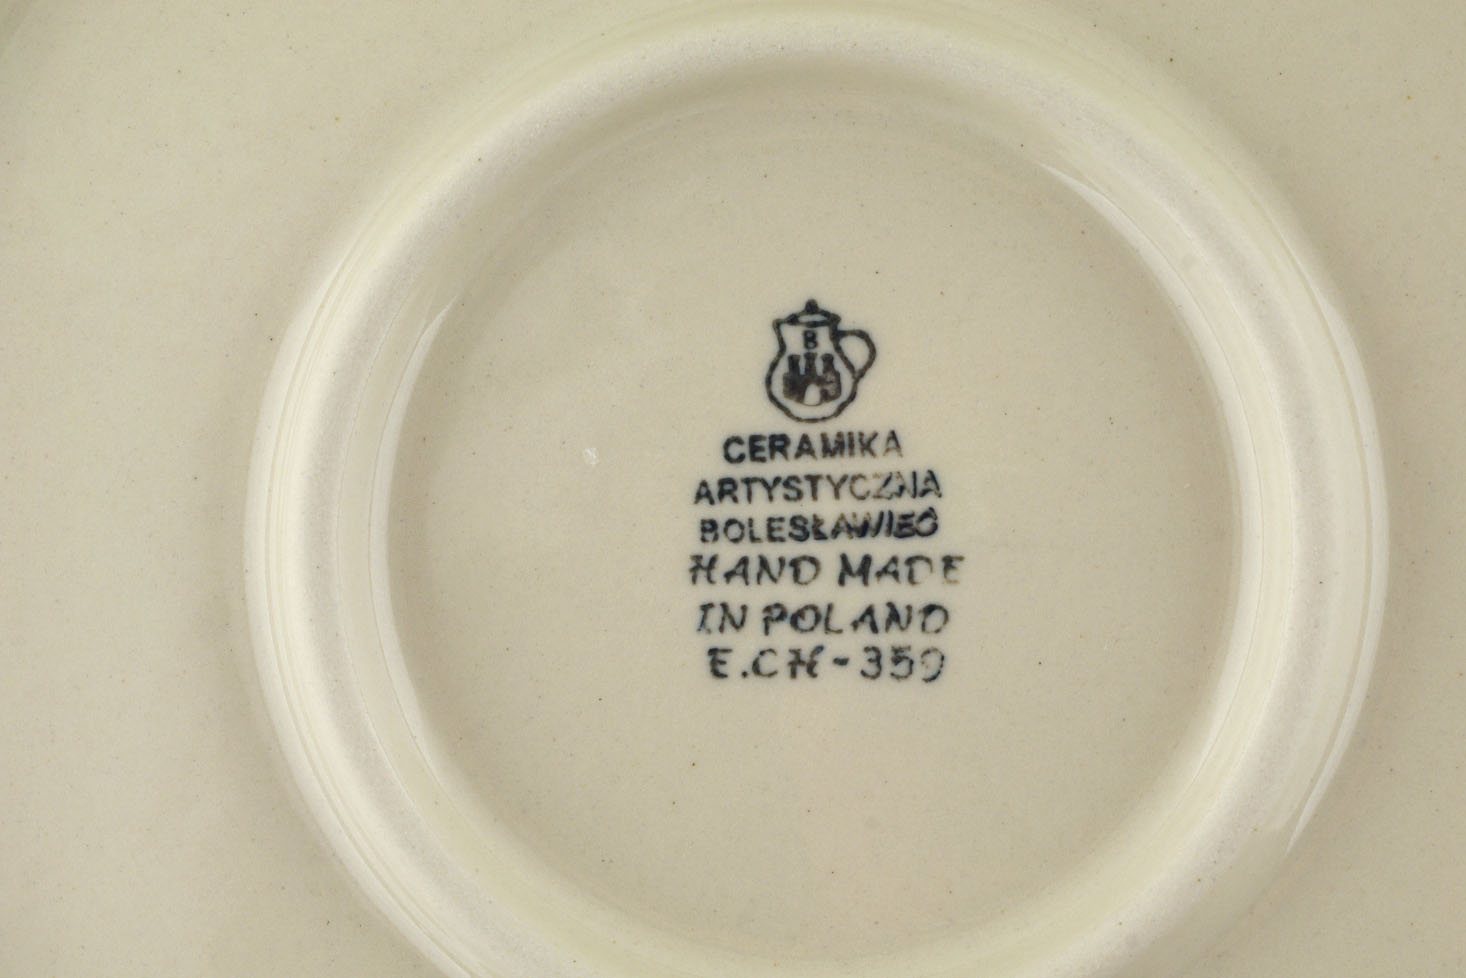 B
CERAMIKA
ARTYSTYCZNA
BOLESŁAWIEC
HAND MADE
IN POLAND
E.CH-359